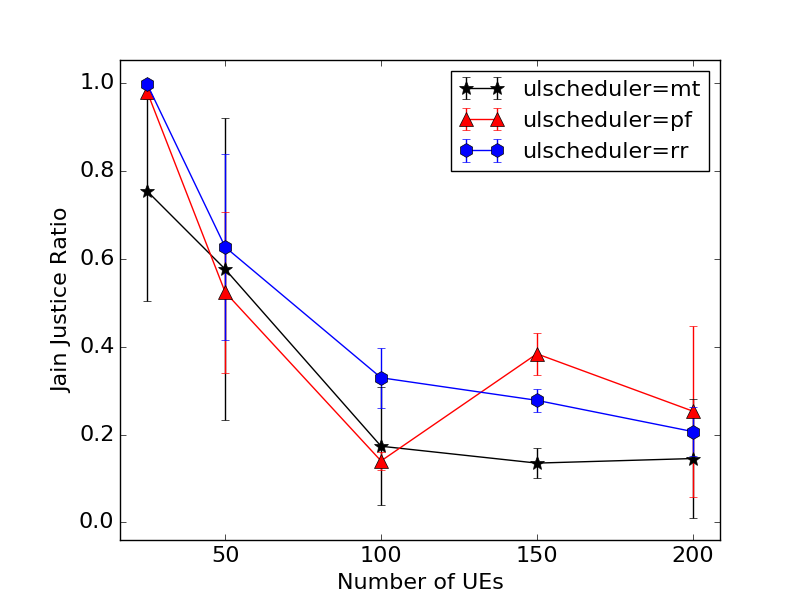 1.0
0.8
0.6
0.4
0.2
0.0
Jain Justice Ratio
ulscheduler=mt
ulscheduler=pf
ulscheduler=rr
50
100
150
200
Number of UEs